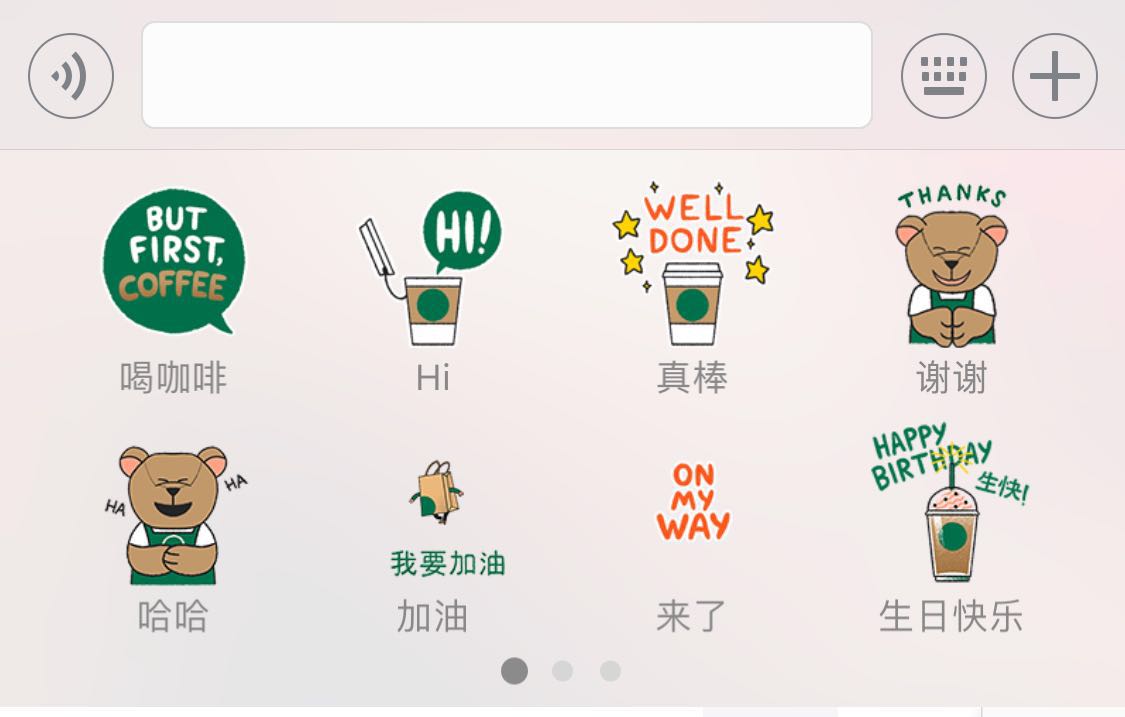 BUT
FIRST,
COFFEE
喝咖啡
HI!
Hi
WELL
DONE
真棒
THANKS
谢谢
HA
HA
哈哈
我要加油
加油
ON
MY
WAY
来了
HAPPY
BIRTHDAY
生快!
生日快乐